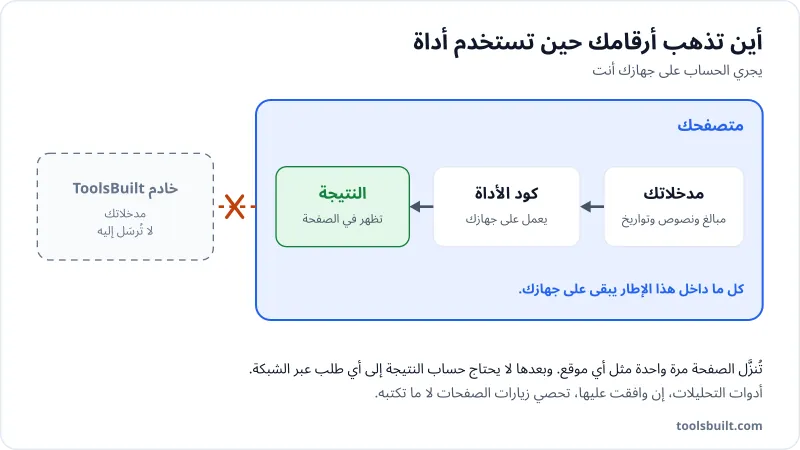 أين تذهب أرقامك حين تستخدم أداة
يجري الحساب على جهازك أنت
متصفحك
مدخلاتك
مبالغ ونصوص وتواريخ
كود الأداة
يعمل على جهازك
النتيجة
تظهر في الصفحة
خادم ToolsBuilt
مدخلاتك
لا تُرسَل إليه
كل ما داخل هذا الإطار يبقى على جهازك.
تُنزَّل الصفحة مرة واحدة مثل أي موقع. وبعدها لا يحتاج حساب النتيجة إلى أي طلب عبر الشبكة.
أدوات التحليلات، إن وافقت عليها، تحصي زيارات الصفحات لا ما تكتبه.
toolsbuilt.com